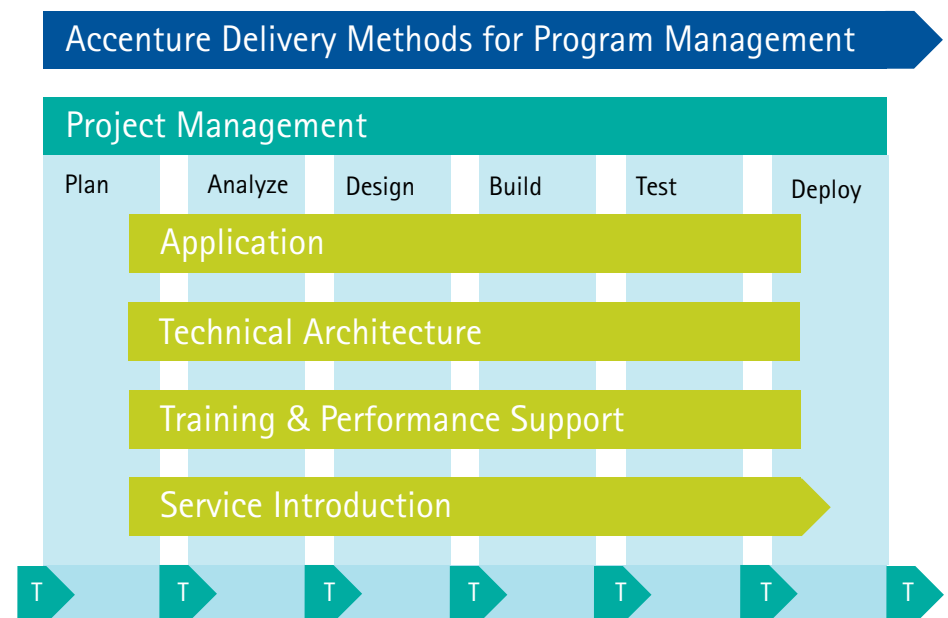 Accenture Delivery Methods for Program Management
Project Management
Plan
Analyze
Design
Build
Test
Deploy
Application
Technical Architecture
Training & Performance Support
Service Introduction
T
T
T
T
T
T
T